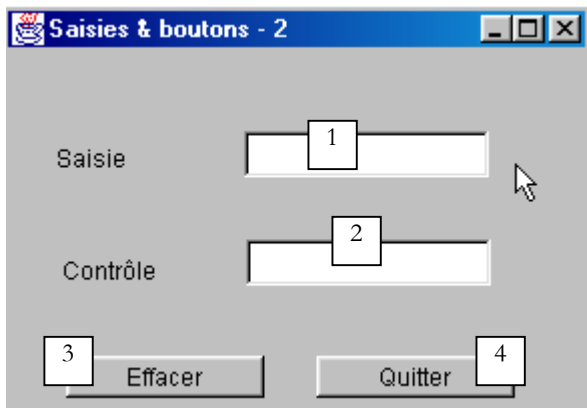 Saisies & boutons - 2
1
Saisie
2
Contrôle
3
Effacer
Quitter
4